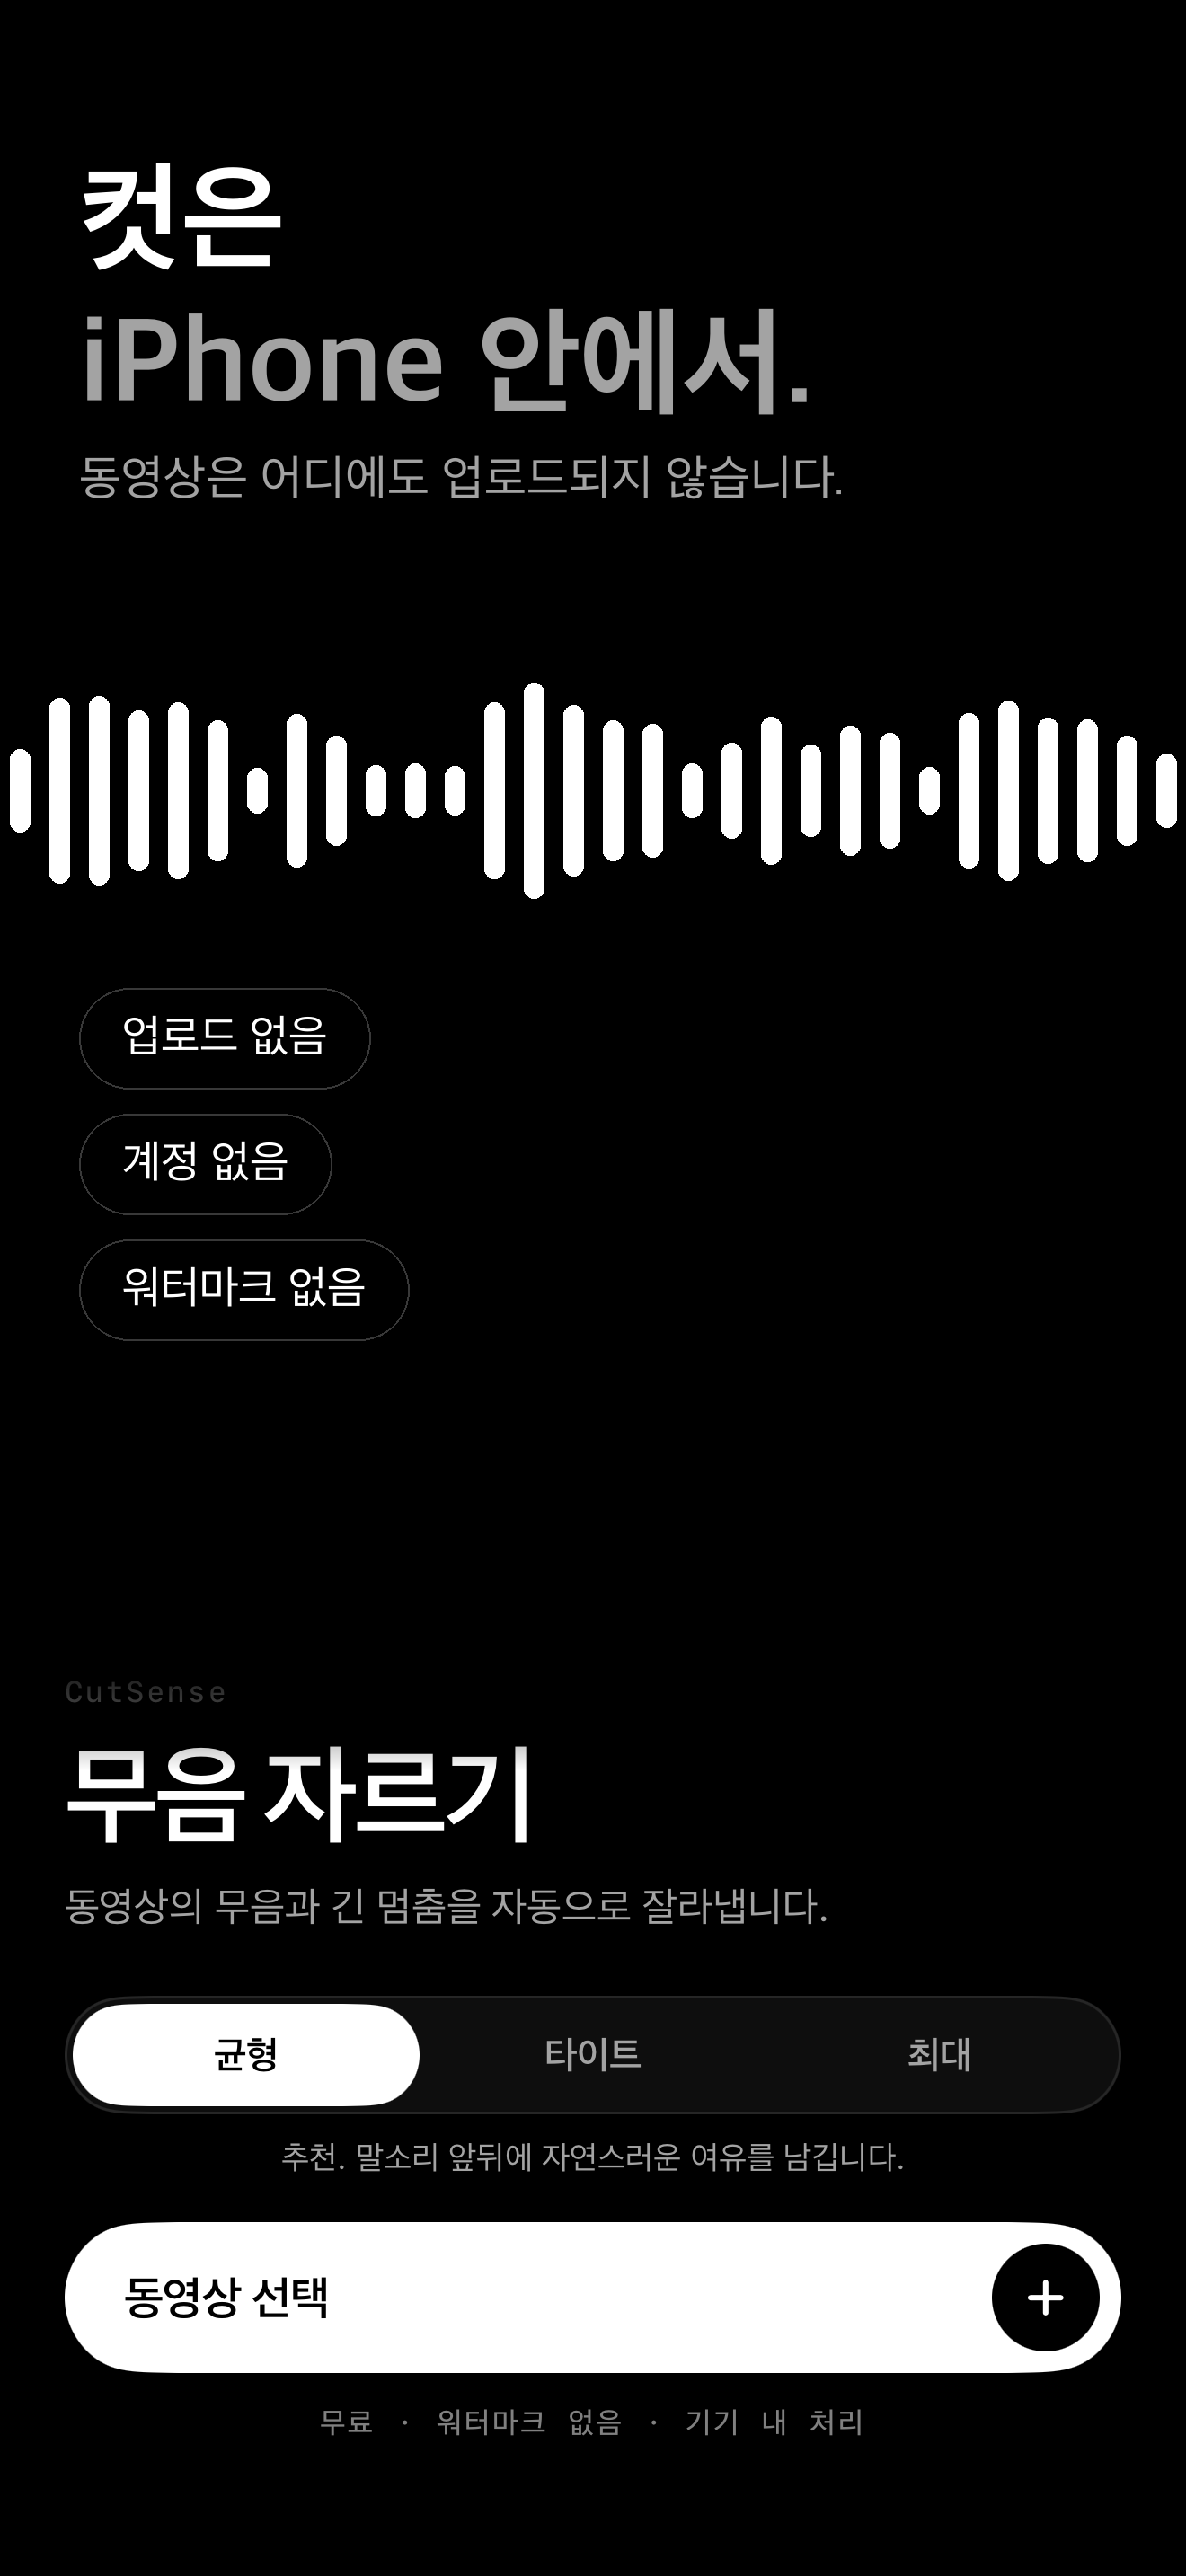 컷은
iPhone 안에서.
동영상은 어디에도 업로드되지 않습니다.
업로드 없음
계정 없음
워터마크 없음
CutSense
무음 자르기
동영상의 무음과 긴 멈춤을 자동으로 잘라냅니다.
균형 타이트 최대
추천. 말소리 앞뒤에 자연스러운 여유를 남깁니다.
동영상 선택
무료 · 워터마크 없음 · 기기 내 처리